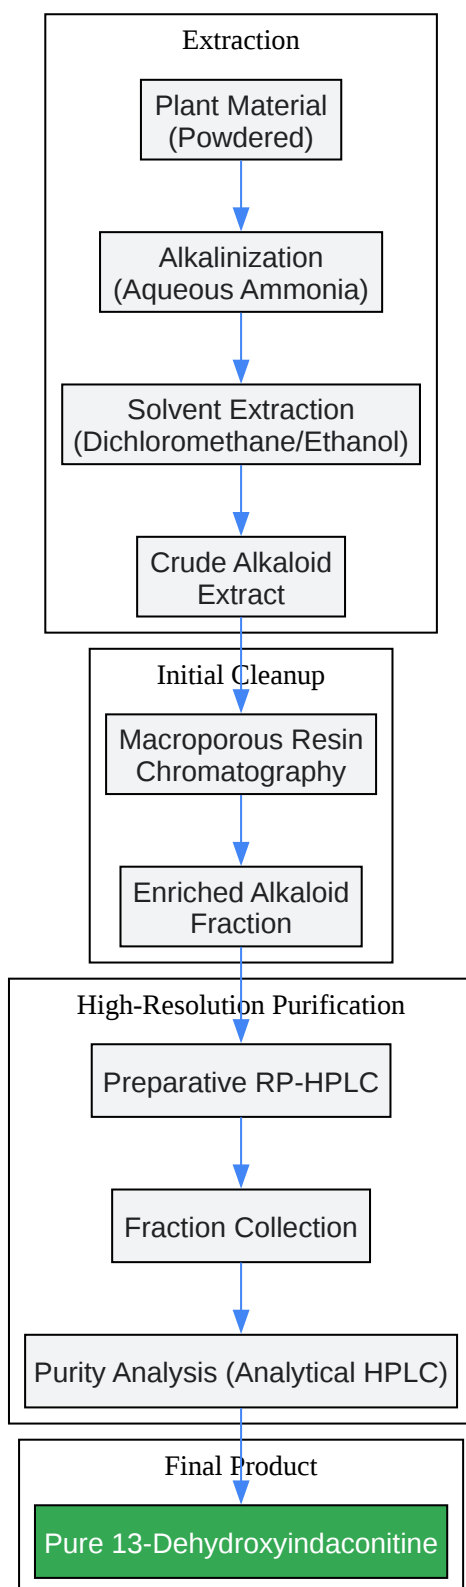 Extraction
Plant Material
(Powdered)
Alkalinization
(Aqueous Ammonia)
Solvent Extraction
(Dichloromethane/Ethanol)
Crude Alkaloid
Extract
Initial Cleanup
Macroporous Resin
Chromatography
Enriched Alkaloid
Fraction
High-Resolution Purification
Preparative RP-HPLC
Fraction Collection
Purity Analysis (Analytical HPLC)
Final Product
Pure 13-Dehydroxyindaconitine